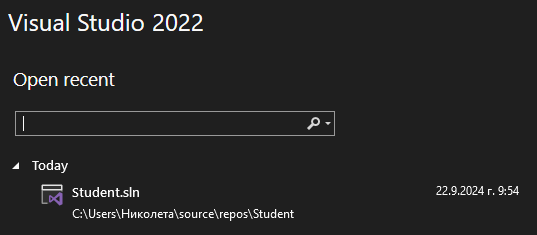 Visual Studio 2022
Open recent
Today
Student.sln 22.9.2024 г. 9:54
C:\Users\Николета\source\repos\Student